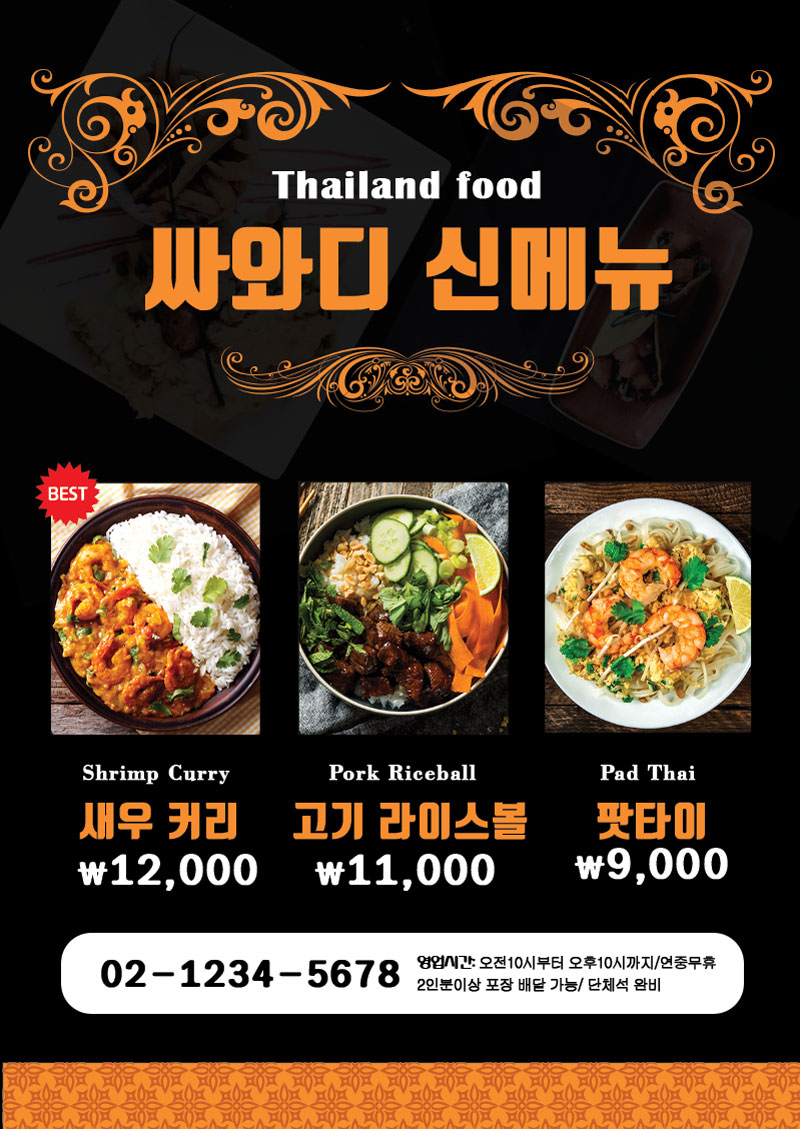 Thailand food
싸와디 신메뉴
BEST
Shrimp Curry
새우 커리
₩12,000
Pork Riceball
고기 라이스볼
₩11,000
Pad Thai
팟타이
₩9,000
02-1234-5678
영업시간: 오전10시부터 오후10시까지/연중무휴
2인분이상 포장 배달 가능/ 단체석 완비